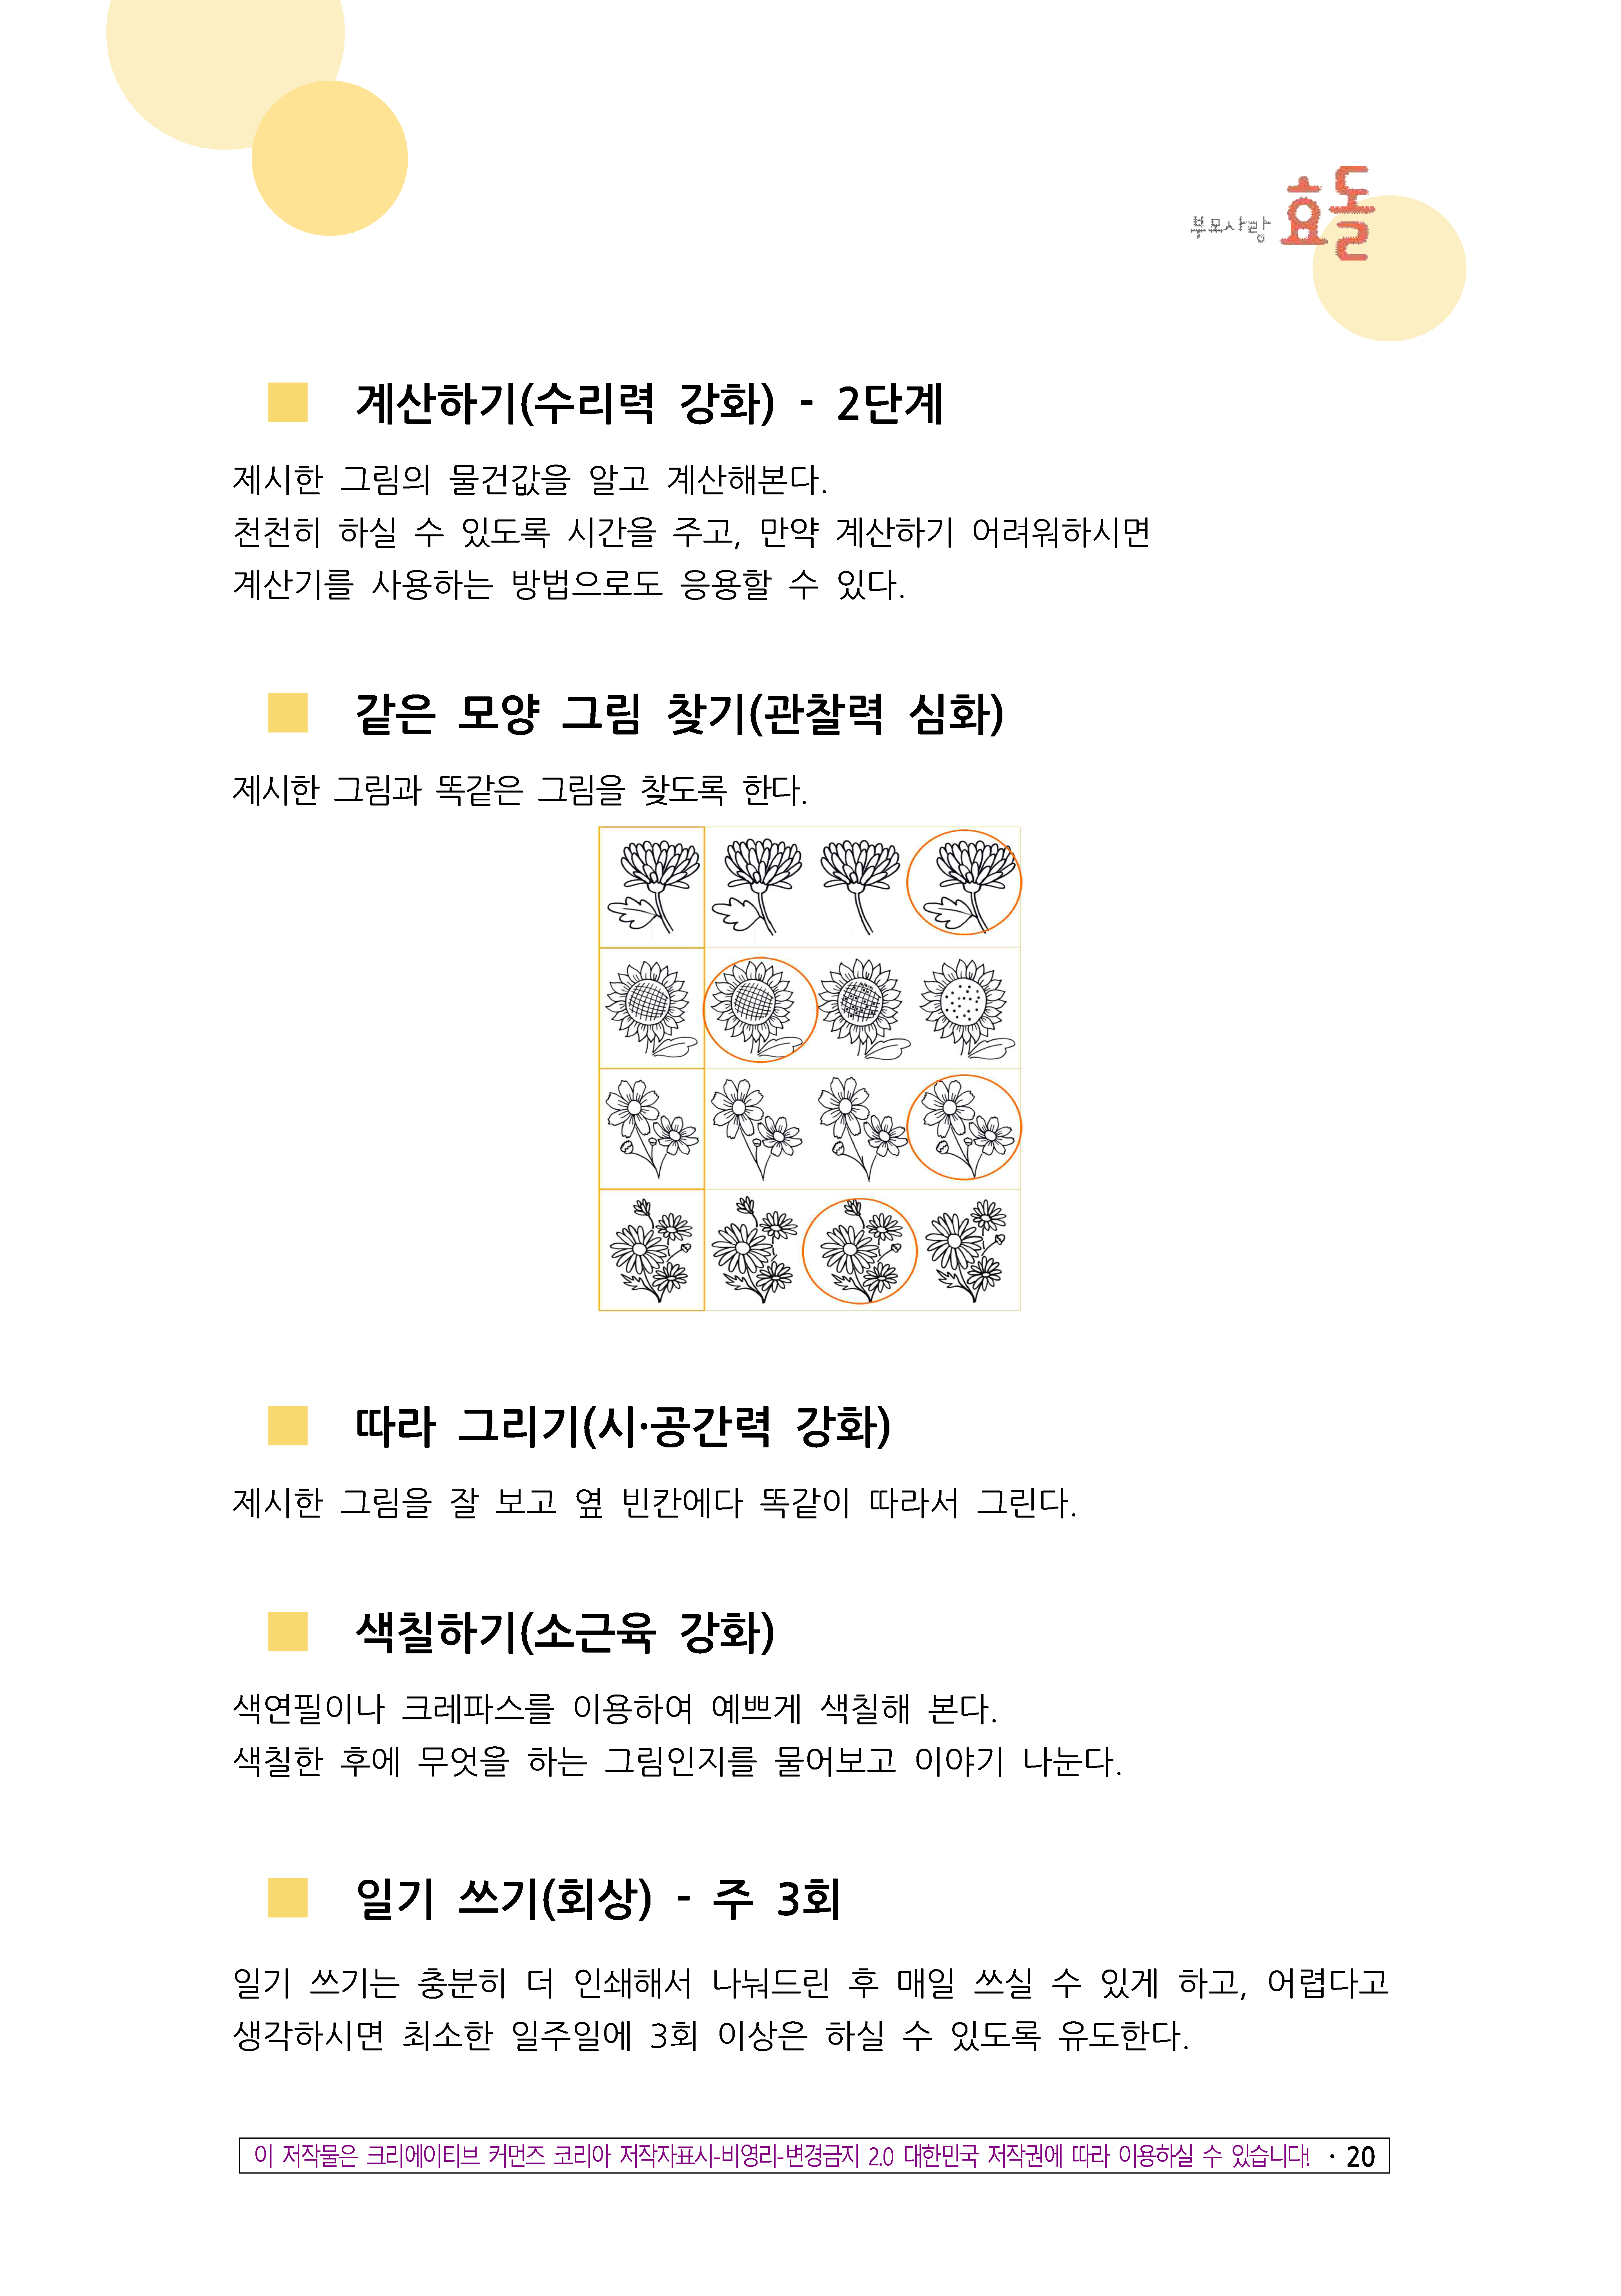 부모사랑 효돌
계산하기(수리력 강화) - 2단계
제시한 그림의 물건값을 알고 계산해본다.
천천히 하실 수 있도록 시간을 주고, 만약 계산하기 어려워하시면
계산기를 사용하는 방법으로도 응용할 수 있다.
같은 모양 그림 찾기(관찰력 심화)
제시한 그림과 똑같은 그림을 찾도록 한다.
따라 그리기(시·공간력 강화)
제시한 그림을 잘 보고 옆 빈칸에다 똑같이 따라서 그린다.
색칠하기(소근육 강화)
색연필이나 크레파스를 이용하여 예쁘게 색칠해 본다.
색칠한 후에 무엇을 하는 그림인지를 물어보고 이야기 나눈다.
일기 쓰기(회상) - 주 3회
일기 쓰기는 충분히 더 인쇄해서 나눠드린 후 매일 쓰실 수 있게 하고, 어렵다고
생각하시면 최소한 일주일에 3회 이상은 하실 수 있도록 유도한다.
이 저작물은 크리에이티브 커먼즈 코리아 저작자표시-비영리-변경금지 2.0 대한민국 저작권에 따라 이용하실 수 있습니다! · 20